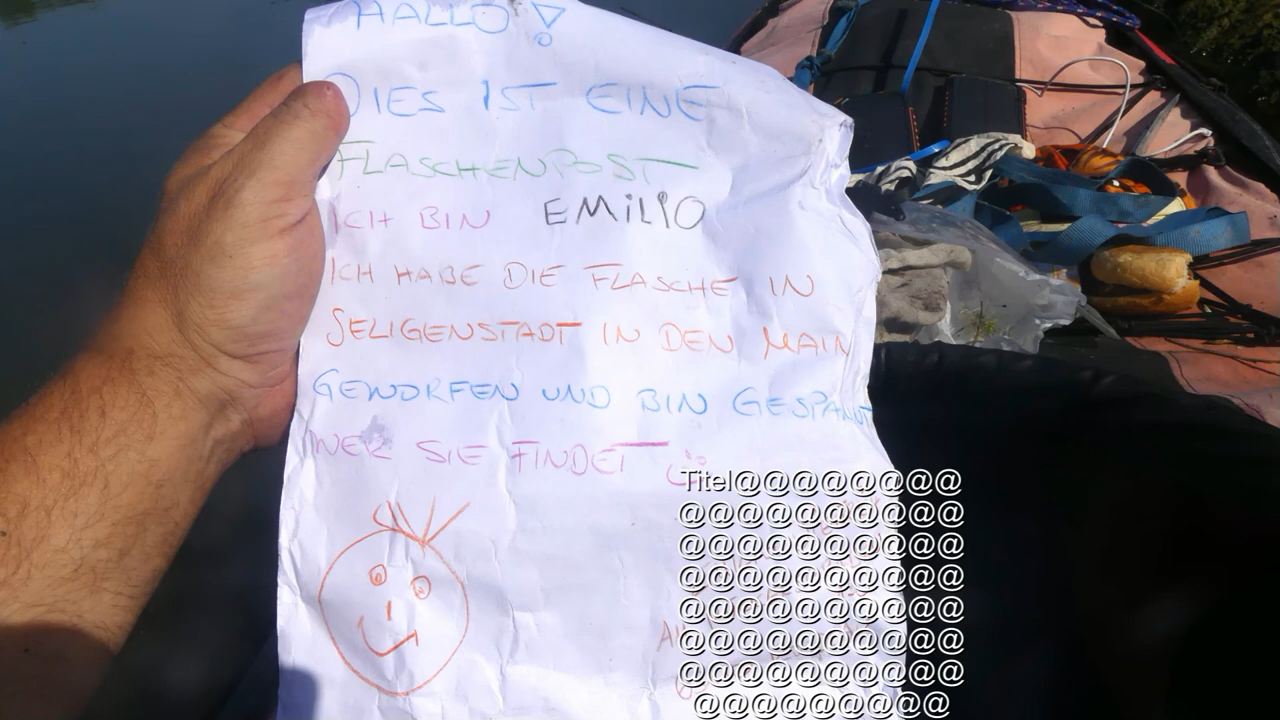 HALLO!
DIES IST EINE
FLASCHENPOST
ICH BIN EMILIO
ICH HABE DIE FLASCHE IN
SELIGENSTADT IN DEN MAIN
GEWORFEN UND BIN GESPANNT
WER SIE FINDET Ü
Titel@@@@@@@@
@@@@@@@@@@
@@@@@@@@@@
@@@@@@@@@@
@@@@@@@@@@
@@@@@@@@@@
@@@@@@@@@@
@@@@@@@@@